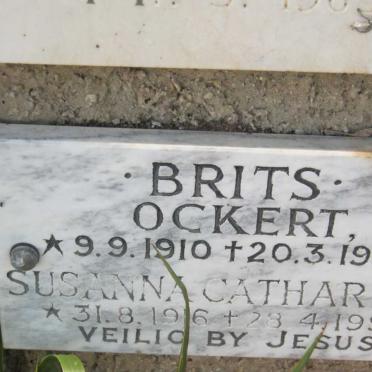 · BRITS ·
OCKERT,
★ 9.9.1910 + 20.3.19
SUSANNA CATHAR
★ 31.8.1916 + 28.4.19
VEILIG BY JESUS